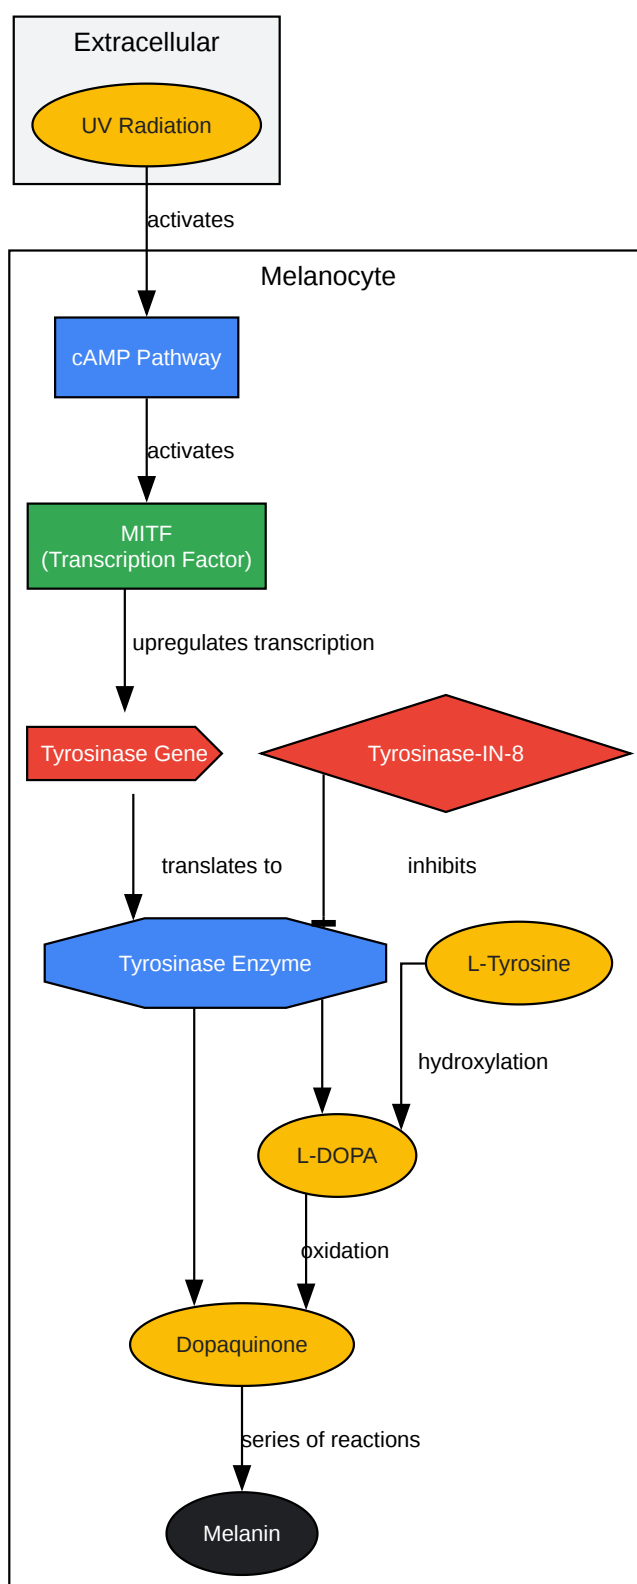 Extracellular
UV Radiation
activates
Melanocyte
cAMP Pathway
activates
MITF
(Transcription Factor)
upregulates transcription
Tyrosinase Gene
Tyrosinase-IN-8
translates to
inhibits
Tyrosinase Enzyme
L-Tyrosine
hydroxylation
L-DOPA
oxidation
Dopaquinone
series of reactions
Melanin